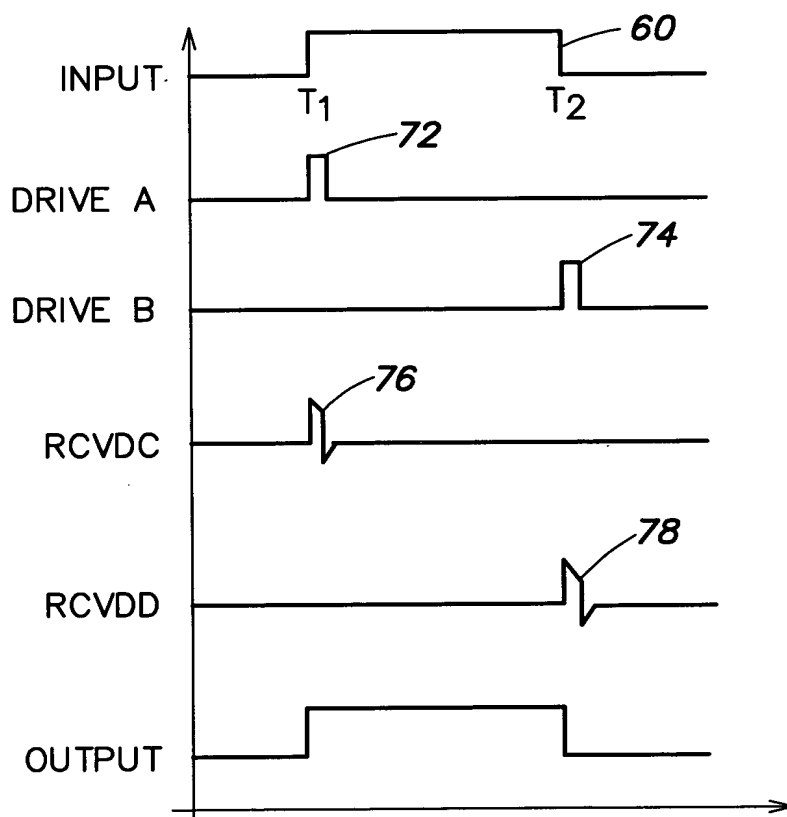 60
INPUT
T1
T2
72
DRIVE A
74
DRIVE B
76
RCVDC
78
RCVDD
OUTPUT